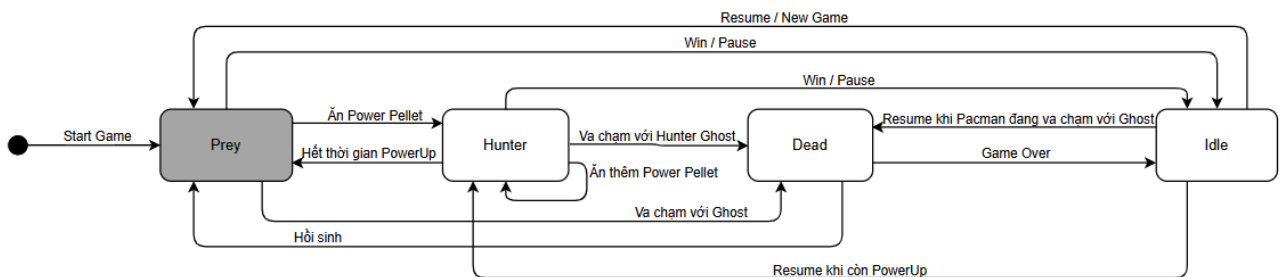 Resume / New Game
Win / Pause
Win / Pause
Ăn Power Pellet
Resume khi Pacman đang va chạm với Ghost
Start Game
Va chạm với Hunter Ghost
Prey
Hunter
Dead
Idle
Hết thời gian PowerUp
Game Over
Ăn thêm Power Pellet
Va chạm với Ghost
Hồi sinh
Resume khi còn PowerUp